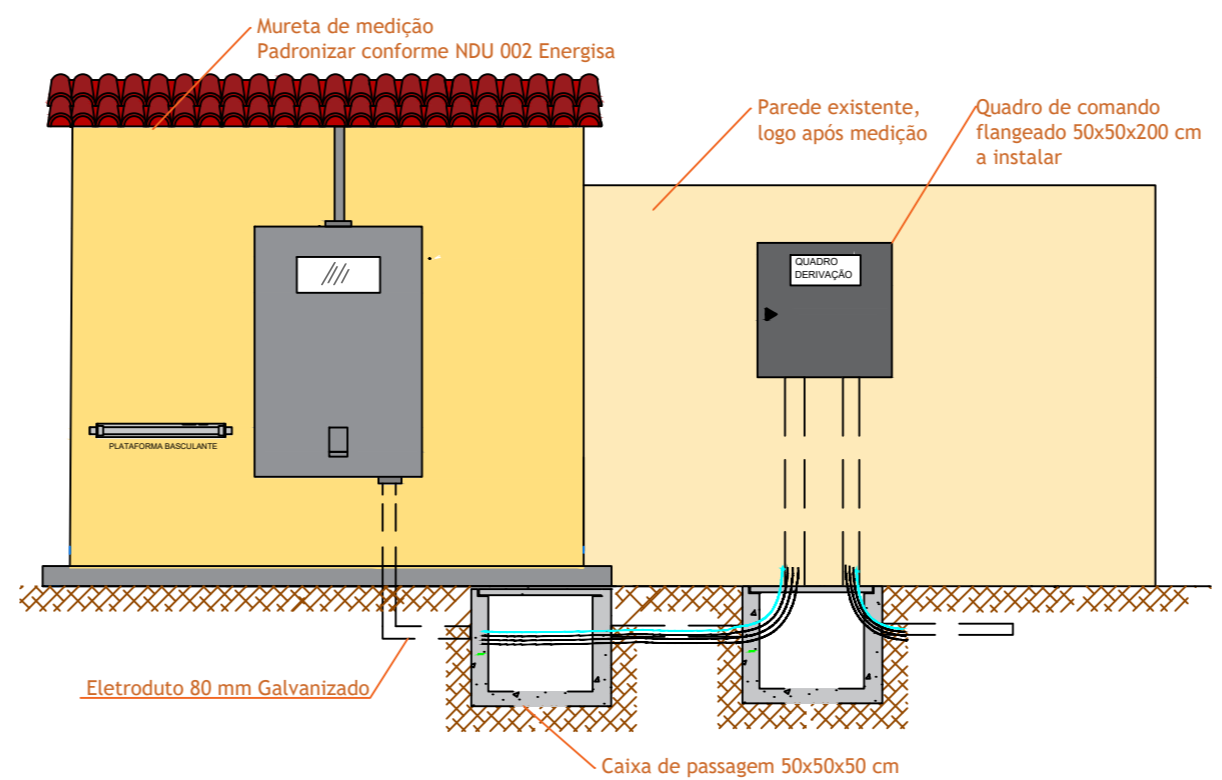 Mureta de medição
Padronizar conforme NDU 002 Energisa
Parede existente,
logo após medição
Quadro de comando
flangeado 50x50x200 cm
a instalar
QUADRO
DERIVAÇÃO
PLATAFORMA BASCULANTE
Eletroduto 80 mm Galvanizado
Caixa de passagem 50x50x50 cm